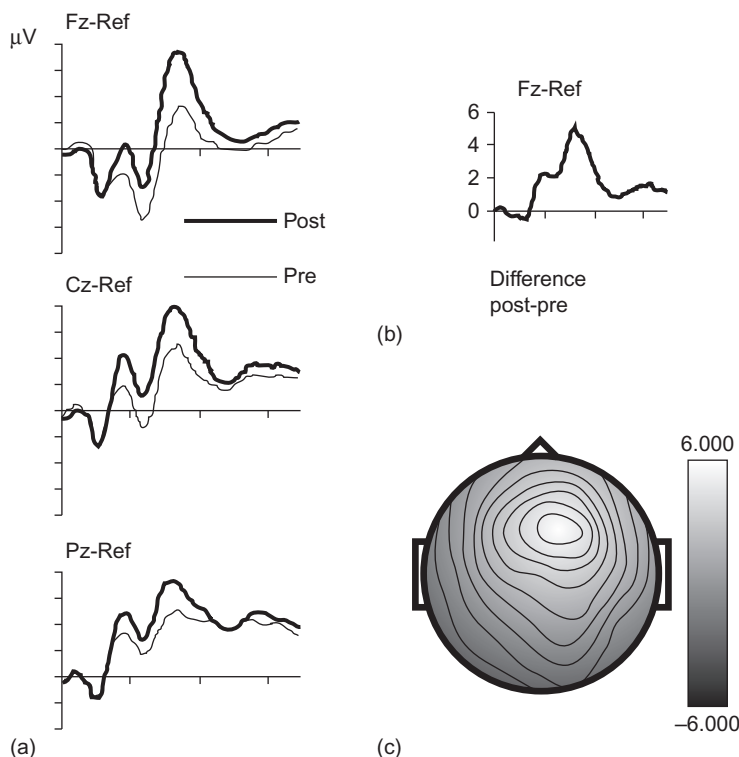 Fz-Ref
μV
Post
Pre
Cz-Ref
Pz-Ref
(a)
Fz-Ref
6
4
2
0
Difference
post-pre
(b)
6.000
–6.000
(c)